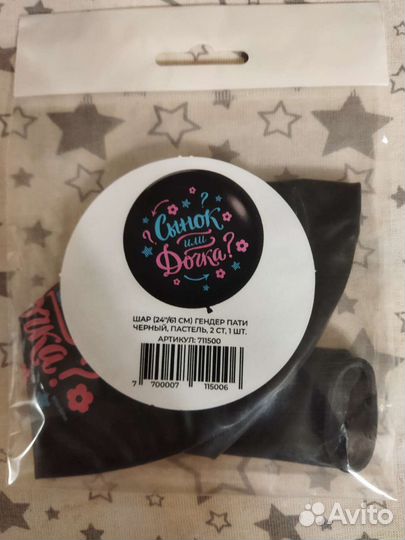 ?
Сынок
или
Дочка?
ШАР (24"/61 СМ) ГЕНДЕР ПАТИ
ЧЕРНЫЙ, ПАСТЕЛЬ, 2 СТ, 1 ШТ.
АРТИКУЛ: 711500
7 700007 115006
чка?
Avito